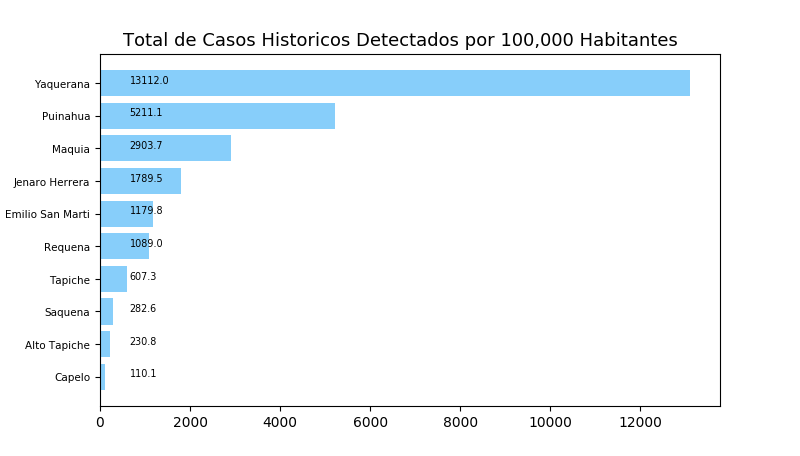 Total de Casos Historicos Detectados por 100,000 Habitantes
Yaquerana 13112.0
Puinahua 5211.1
Maquia 2903.7
Jenaro Herrera 1789.5
Emilio San Marti 1179.8
Requena 1089.0
Tapiche 607.3
Saquena 282.6
Alto Tapiche 230.8
Capelo 110.1
0 2000 4000 6000 8000 10000 12000